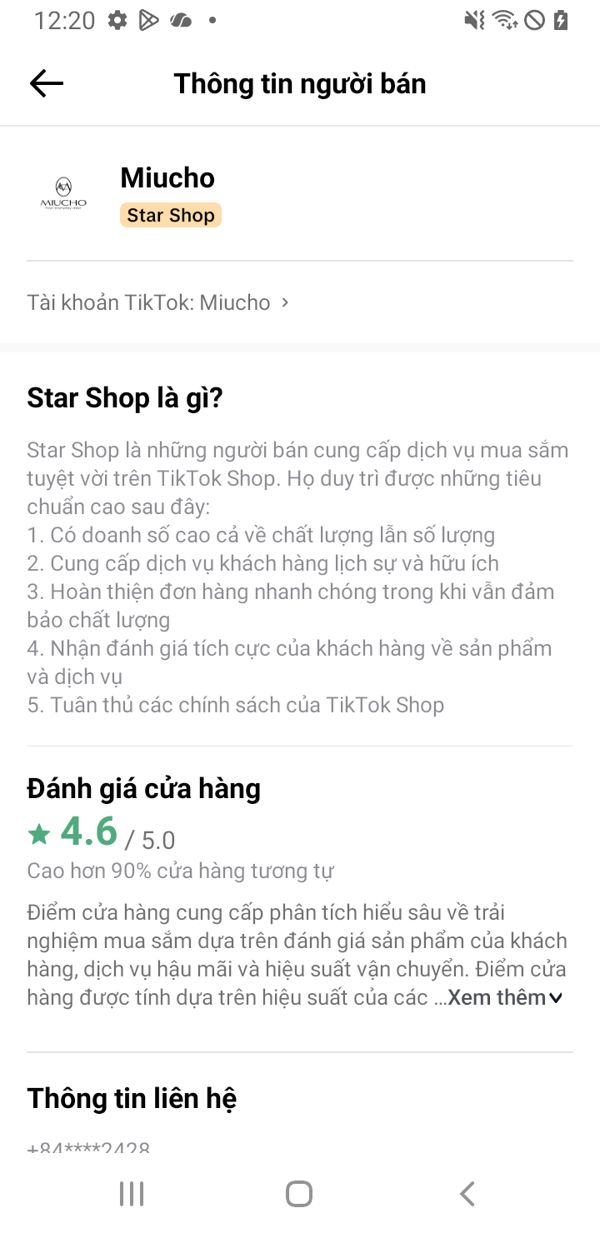 12:20
Thông tin người bán
MIUCHO
Miucho
Star Shop
Tài khoản TikTok: Miucho
Star Shop là gì?
Star Shop là những người bán cung cấp dịch vụ mua sắm
tuyệt vời trên TikTok Shop. Họ duy trì được những tiêu
chuẩn cao sau đây:
1. Có doanh số cao cả về chất lượng lẫn số lượng
2. Cung cấp dịch vụ khách hàng lịch sự và hữu ích
3. Hoàn thiện đơn hàng nhanh chóng trong khi vẫn đảm
bảo chất lượng
4. Nhận đánh giá tích cực của khách hàng về sản phẩm
và dịch vụ
5. Tuân thủ các chính sách của TikTok Shop
Đánh giá cửa hàng
4.6 / 5.0
Cao hơn 90% cửa hàng tương tự
Điểm cửa hàng cung cấp phân tích hiểu sâu về trải
nghiệm mua sắm dựa trên đánh giá sản phẩm của khách
hàng, dịch vụ hậu mãi và hiệu suất vận chuyển. Điểm cửa
hàng được tính dựa trên hiệu suất của các ...Xem thêm
Thông tin liên hệ
+84****2428